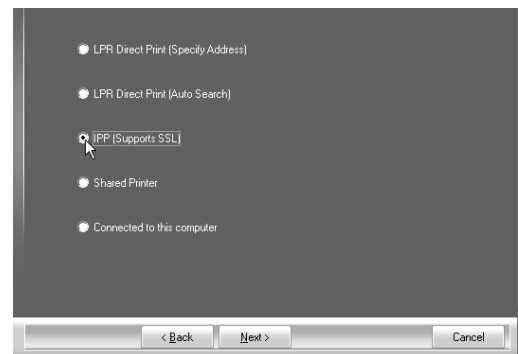 LPR Direct Print (Specify Address)
LPR Direct Print (Auto Search)
IPP (Supports SSL)
Shared Printer
Connected to this computer
< Back Next > Cancel